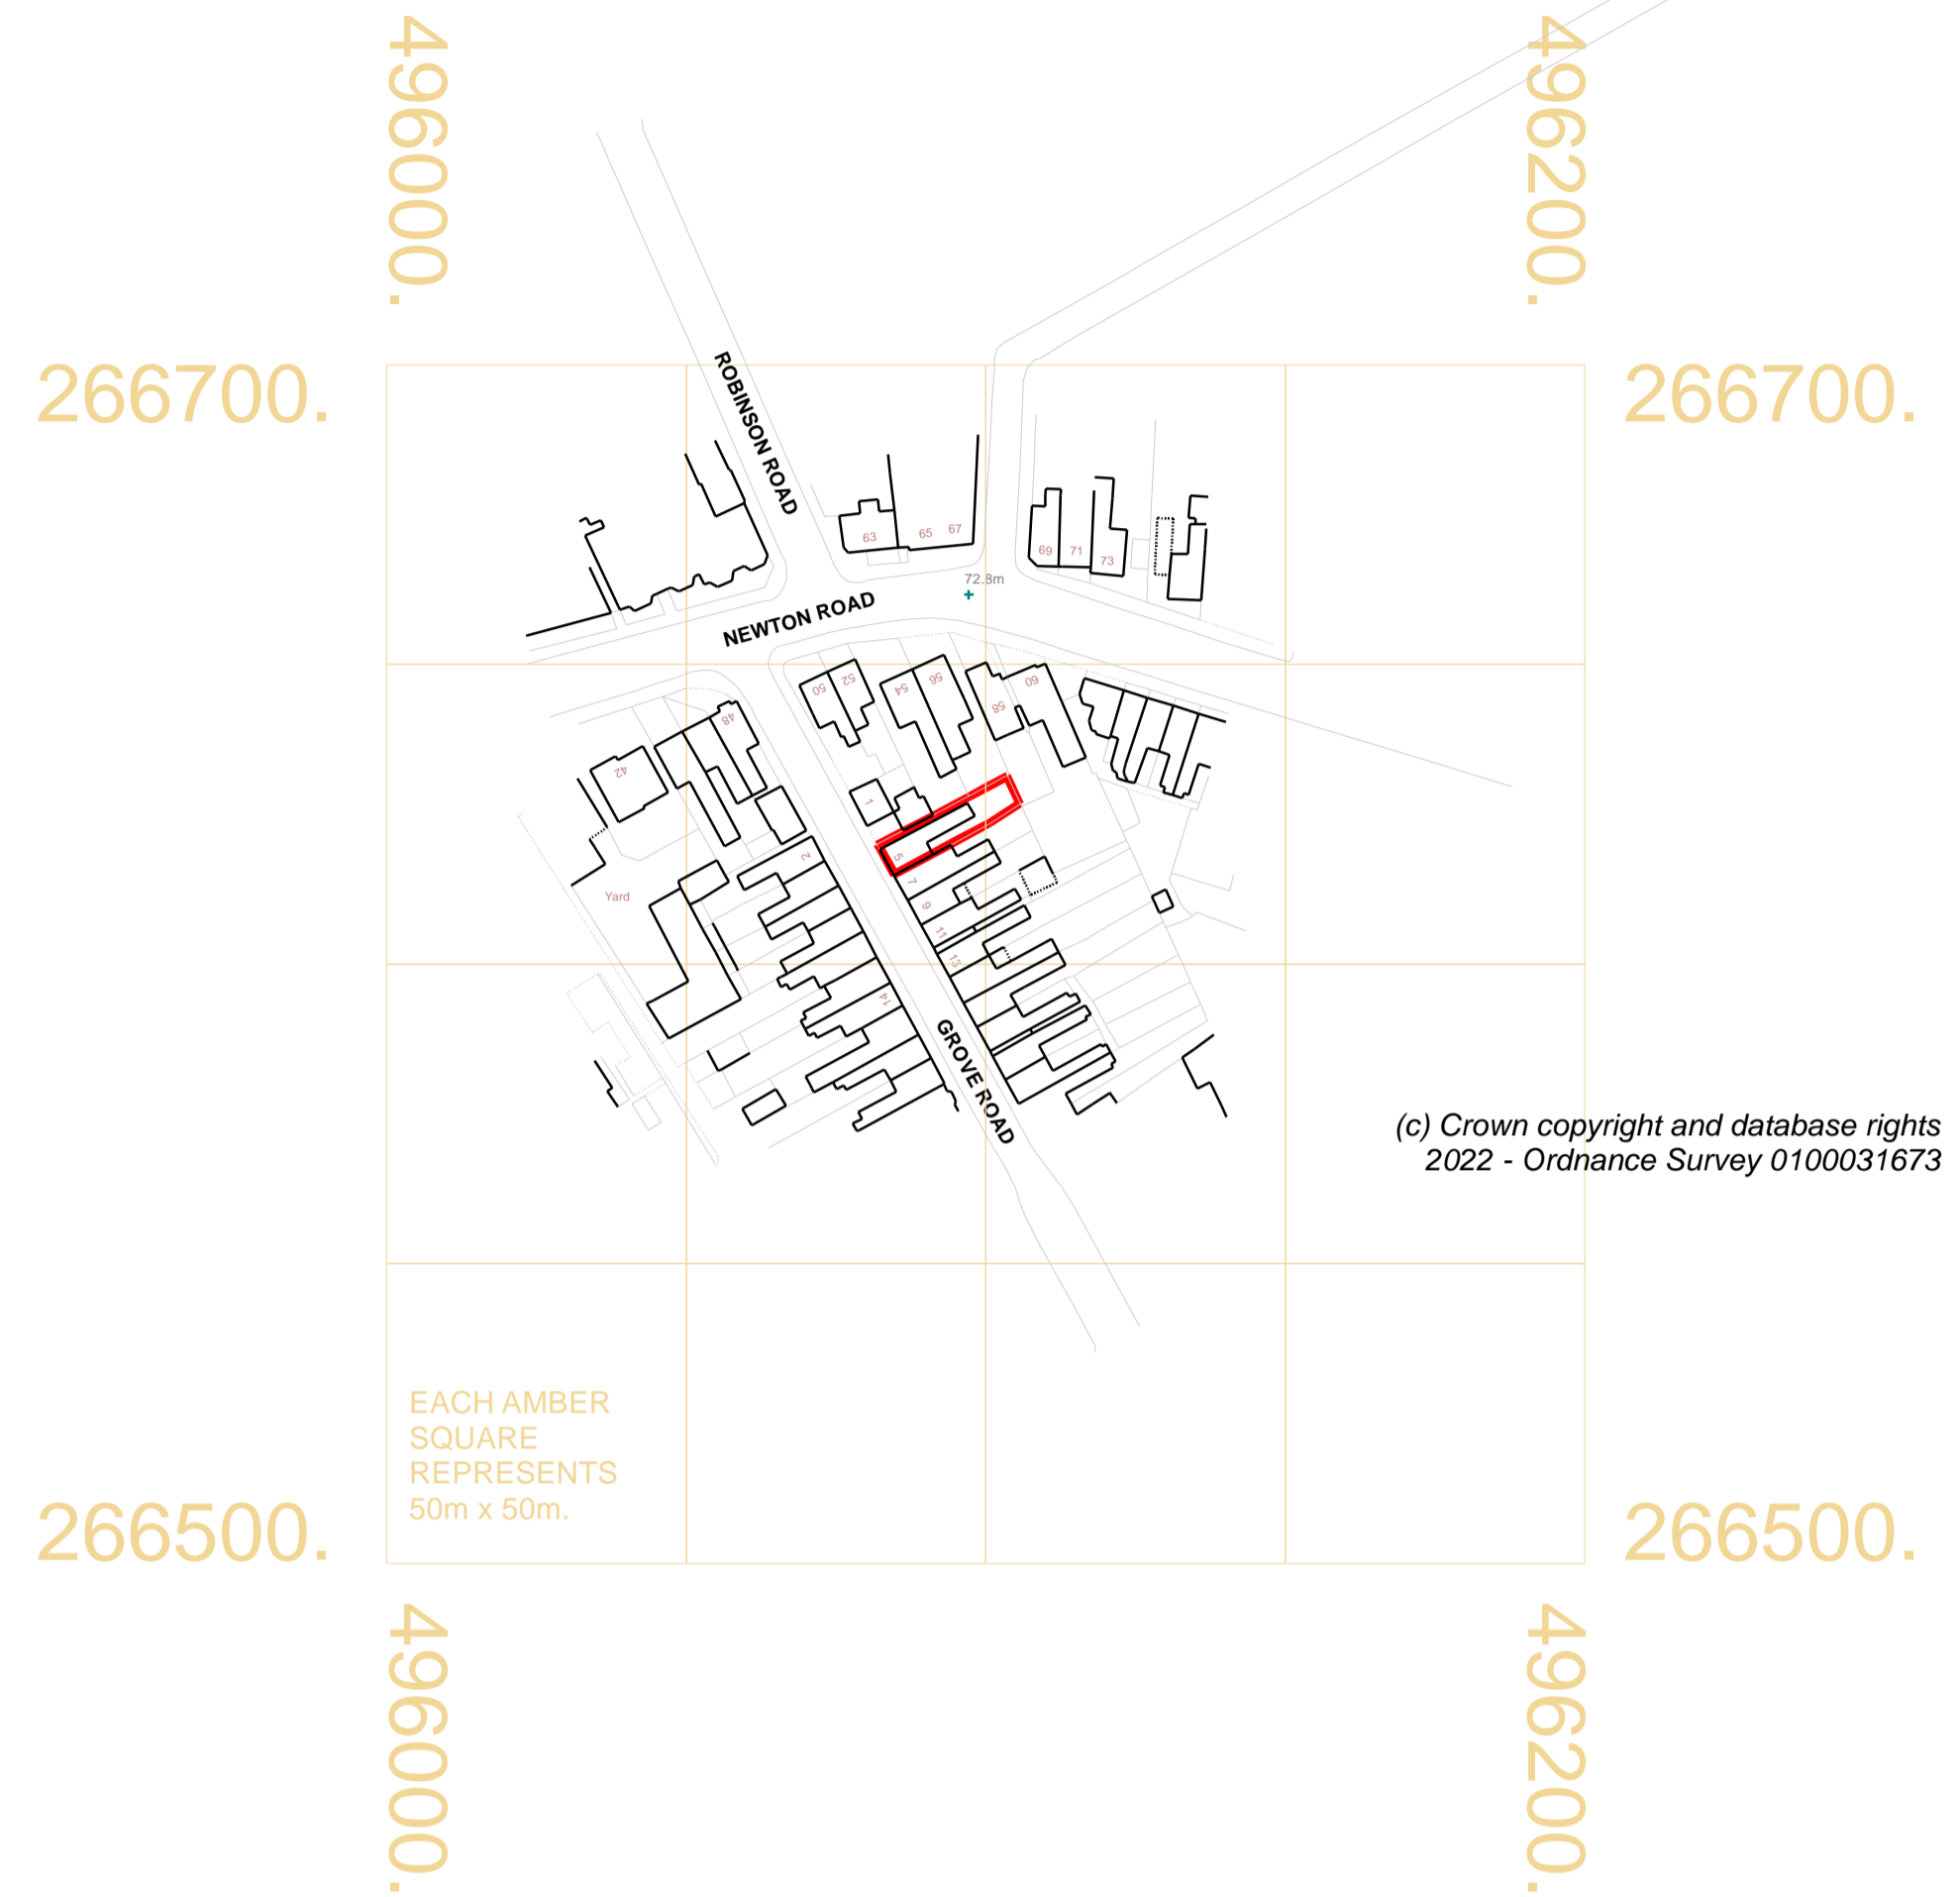 496000.
496200.
266700.
266700.
ROBINSON ROAD
63
65
67
69
71
73
72.8m
NEWTON ROAD
50
52
54
56
58
60
48
42
1
2
5
7
9
11
13
14
Yard
GROVE ROAD
(c) Crown copyright and database rights
2022 - Ordnance Survey 0100031673
EACH AMBER
SQUARE
REPRESENTS
50m x 50m.
266500.
266500.
496000.
496200.